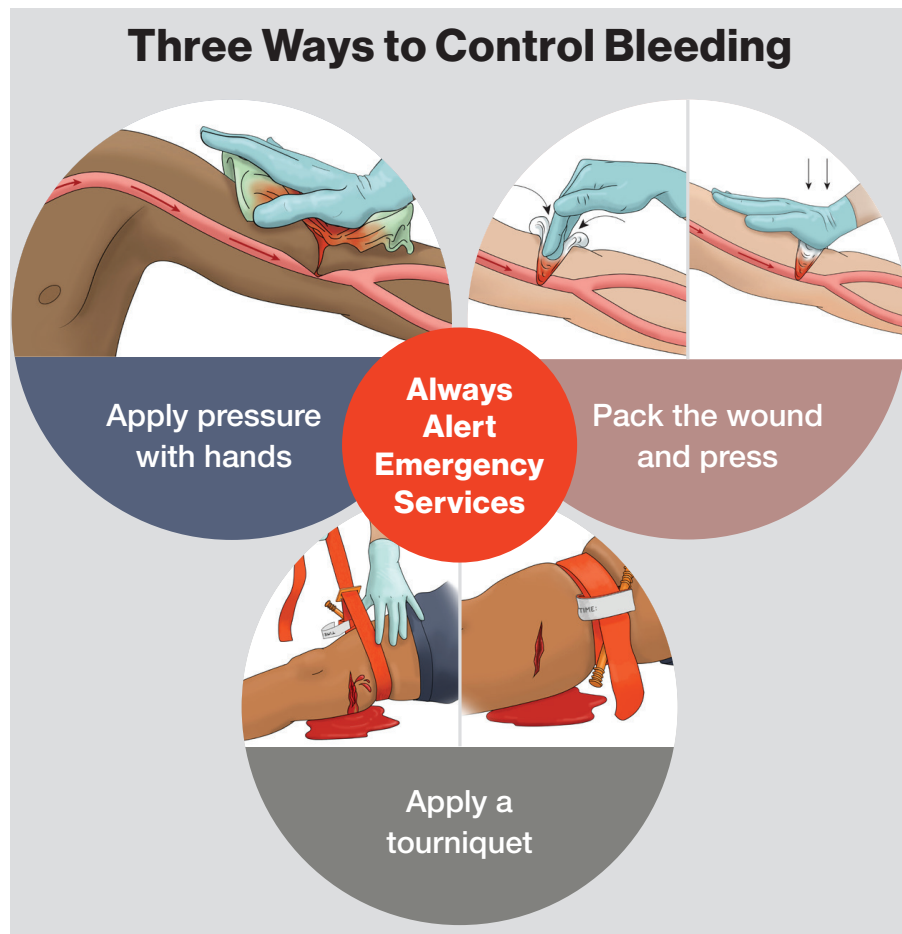 Three Ways to Control Bleeding
Apply pressure
with hands
Always
Alert
Emergency
Services
Pack the wound
and press
TIME:
Apply a
tourniquet